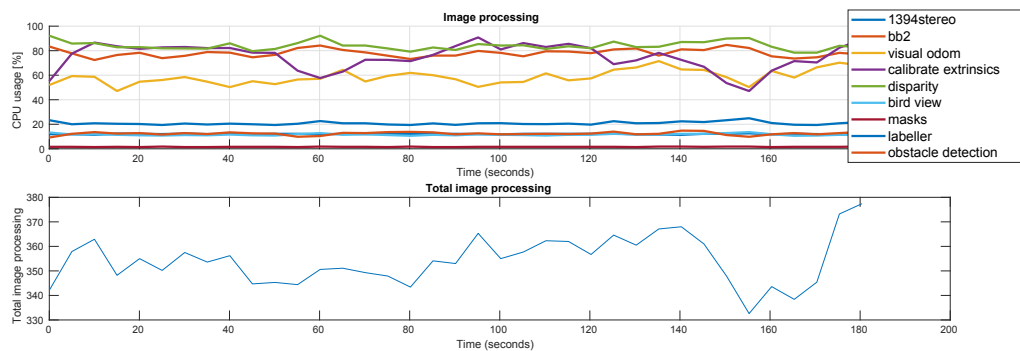 Image processing
CPU usage [%]
100
80
60
40
20
0
0 20 40 60 80 100 120 140 160
Time (seconds)
1394stereo
bb2
visual odom
calibrate extrinsics
disparity
bird view
masks
labeller
obstacle detection
Total image processing
Total image processing
380
370
360
350
340
330
0 20 40 60 80 100 120 140 160 180 200
Time (seconds)